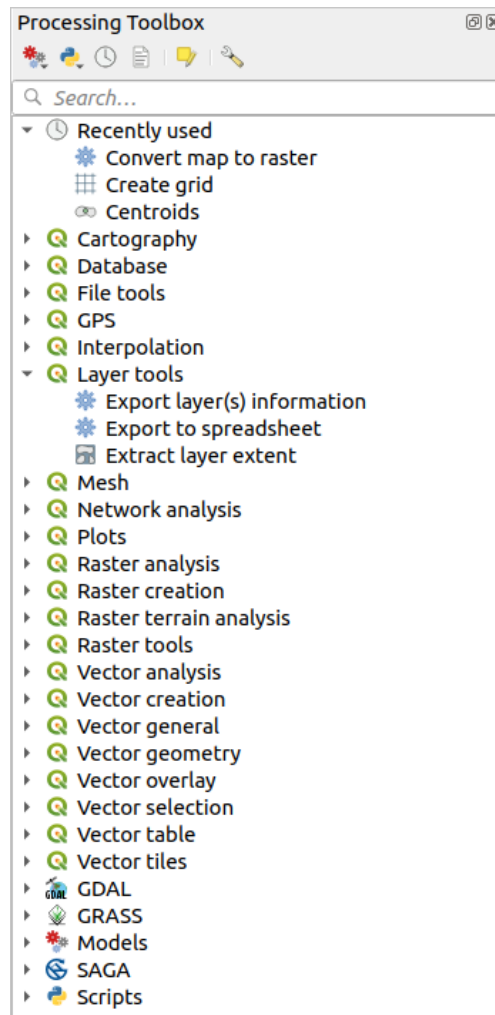 Processing Toolbox
Search...
Recently used
Convert map to raster
Create grid
Centroids
Cartography
Database
File tools
GPS
Interpolation
Layer tools
Export layer(s) information
Export to spreadsheet
Extract layer extent
Mesh
Network analysis
Plots
Raster analysis
Raster creation
Raster terrain analysis
Raster tools
Vector analysis
Vector creation
Vector general
Vector geometry
Vector overlay
Vector selection
Vector table
Vector tiles
GDAL GDAL
GRASS
Models
SAGA
Scripts